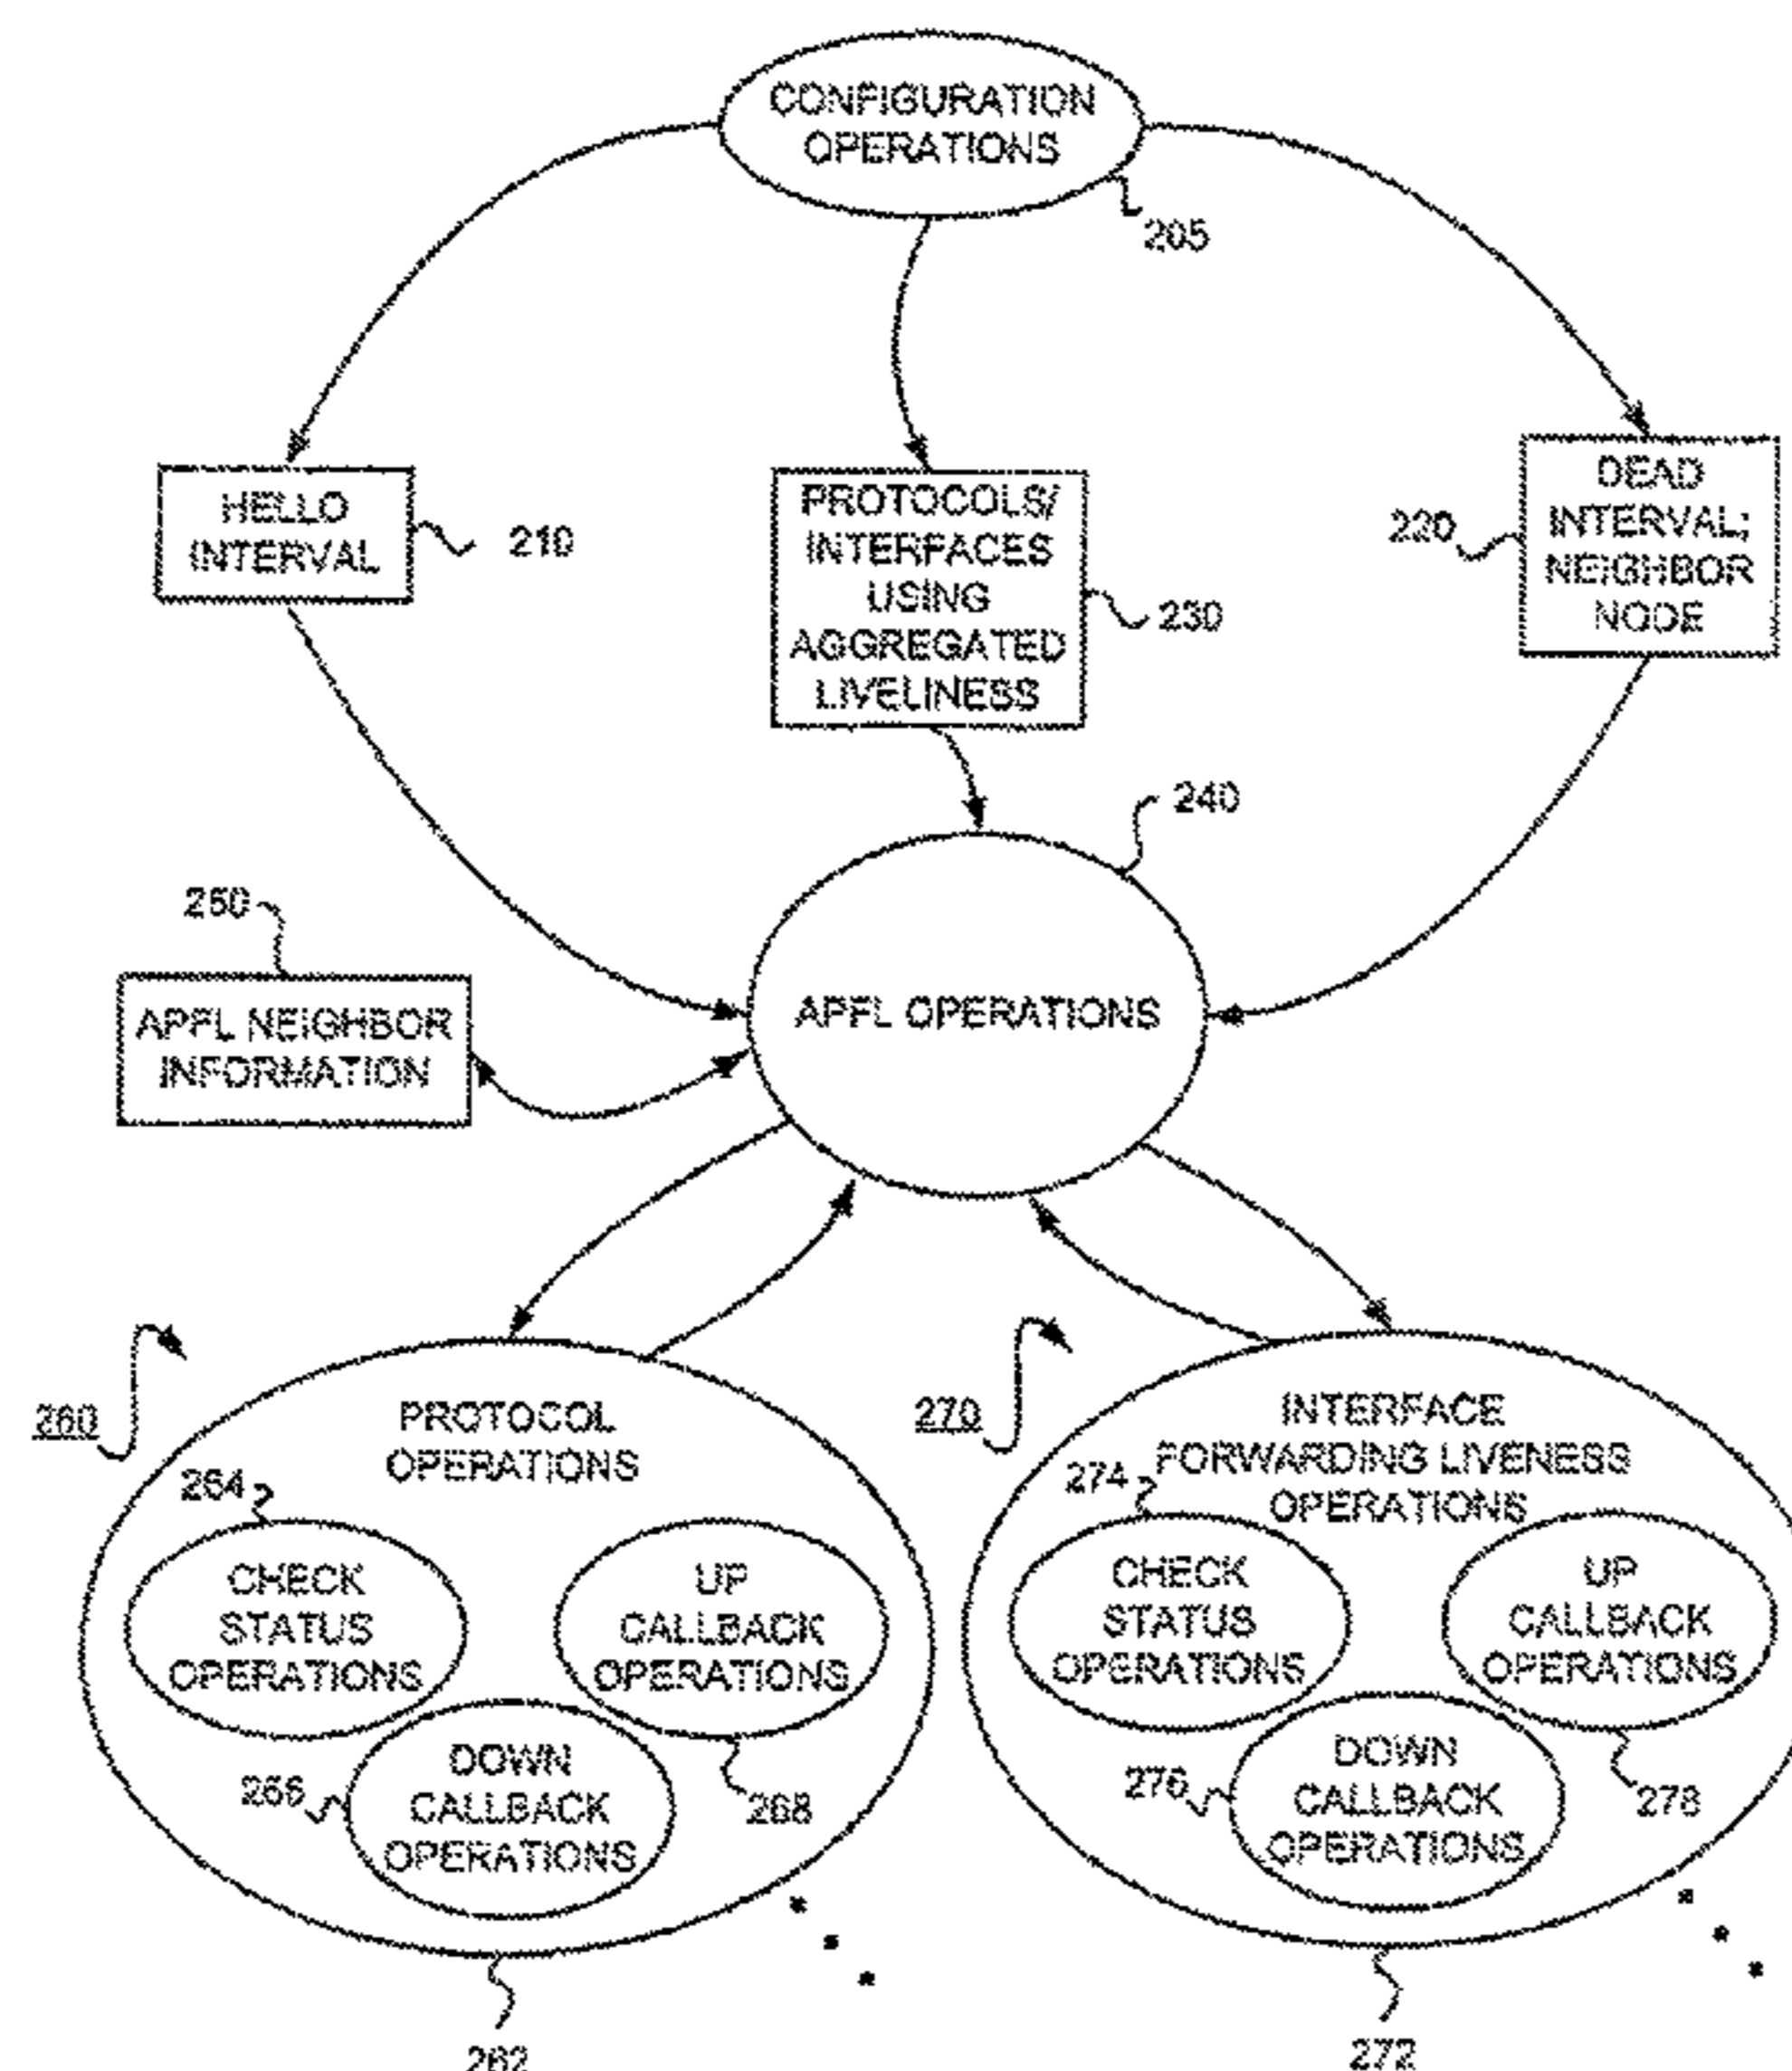 CONFIGURATION
OPERATIONS
205
HELLO
INTERVAL
210
PROTOCOLS/
INTERFACES
USING
AGGREGATED
LIVELINESS
230
220
DEAD
INTERVAL;
NEIGHBOR
NODE
240
250
APFL NEIGHBOR
INFORMATION
APFL OPERATIONS
260
PROTOCOL
OPERATIONS
264
CHECK
STATUS
OPERATIONS
UP
CALLBACK
OPERATIONS
266
DOWN
CALLBACK
OPERATIONS
268
262
270
INTERFACE
FORWARDING LIVENESS
OPERATIONS
274
CHECK
STATUS
OPERATIONS
UP
CALLBACK
OPERATIONS
276
DOWN
CALLBACK
OPERATIONS
278
272